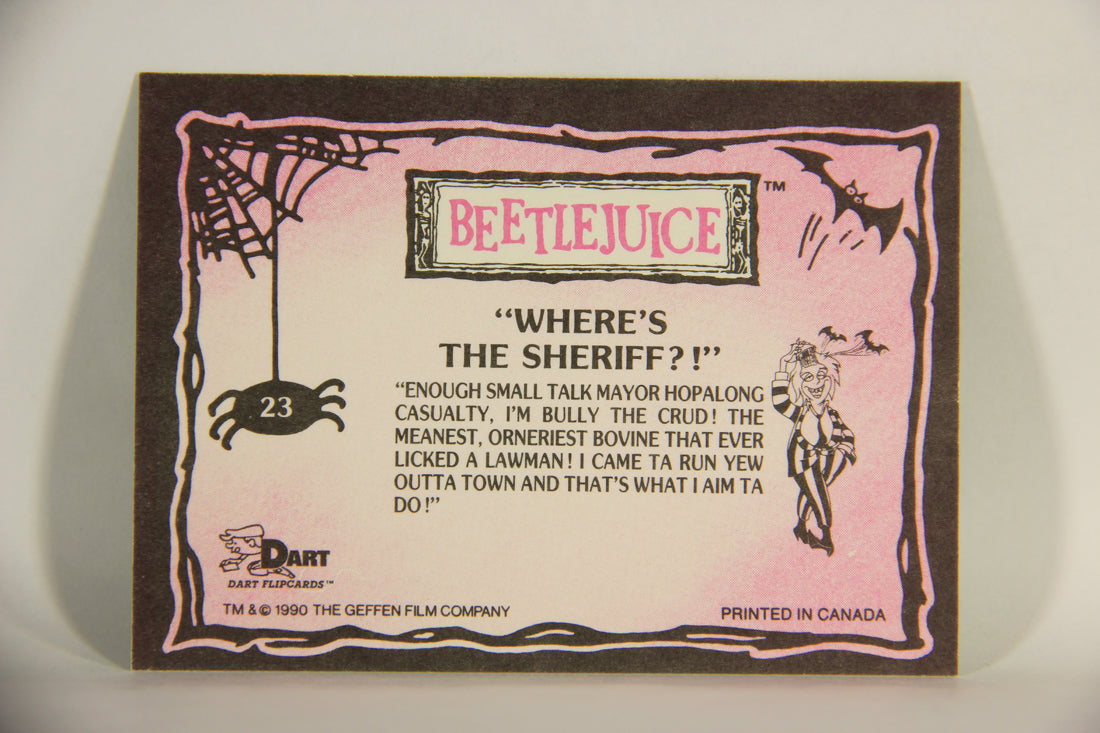 BEETLEJUICE™
"WHERE'S
THE SHERIFF?!"
"ENOUGH SMALL TALK MAYOR HOPALONG
CASUALTY, I'M BULLY THE CRUD! THE
MEANEST, ORNERIEST BOVINE THAT EVER
LICKED A LAWMAN! I CAME TA RUN YEW
OUTTA TOWN AND THAT'S WHAT I AIM TA
DO!"
23
DART
DART FLIPCARDS™
TM & © 1990 THE GEFFEN FILM COMPANY
PRINTED IN CANADA